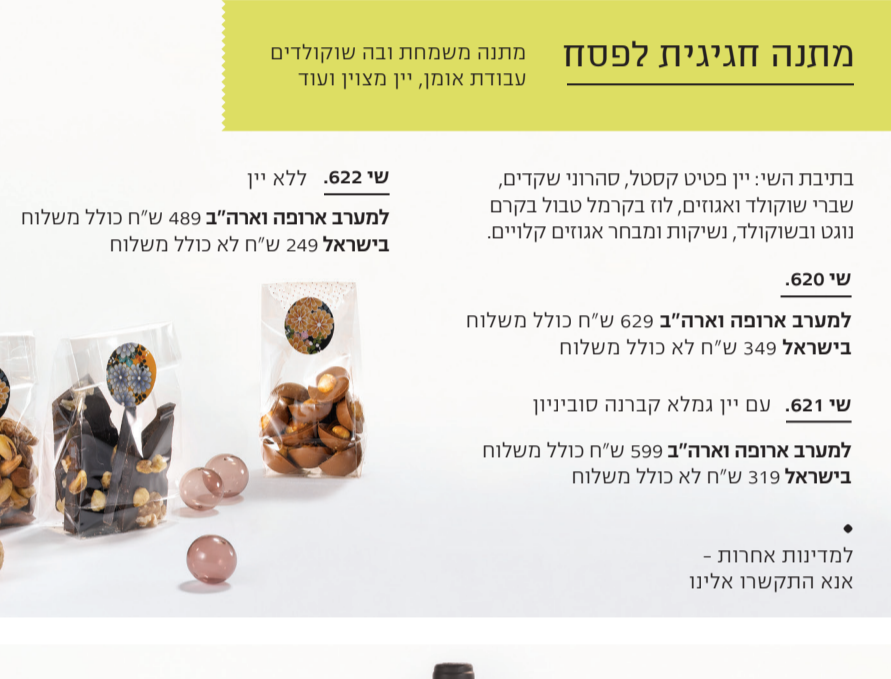 מתנה חגיגית לפסח
מתנה משמחת ובה שוקולדים
עבודת אומן, יין מצוין ועוד
בתיבת השי: יין פטיט קסטל, סהרוני שקדים,
שברי שוקולד ואגוזים, לוז בקרמל טבול בקרם
נוגט ובשוקולד, נשיקות ומבחר אגוזים קלויים.
שי 620.
למערב ארופה וארה"ב 629 ש"ח כולל משלוח
בישראל 349 ש"ח לא כולל משלוח
שי 621. עם יין גמלא קברנה סוביניון
למערב ארופה וארה"ב 599 ש"ח כולל משלוח
בישראל 319 ש"ח לא כולל משלוח
•
למדינות אחרות –
אנא התקשרו אלינו
שי 622. ללא יין
למערב ארופה וארה"ב 489 ש"ח כולל משלוח
בישראל 249 ש"ח לא כולל משלוח